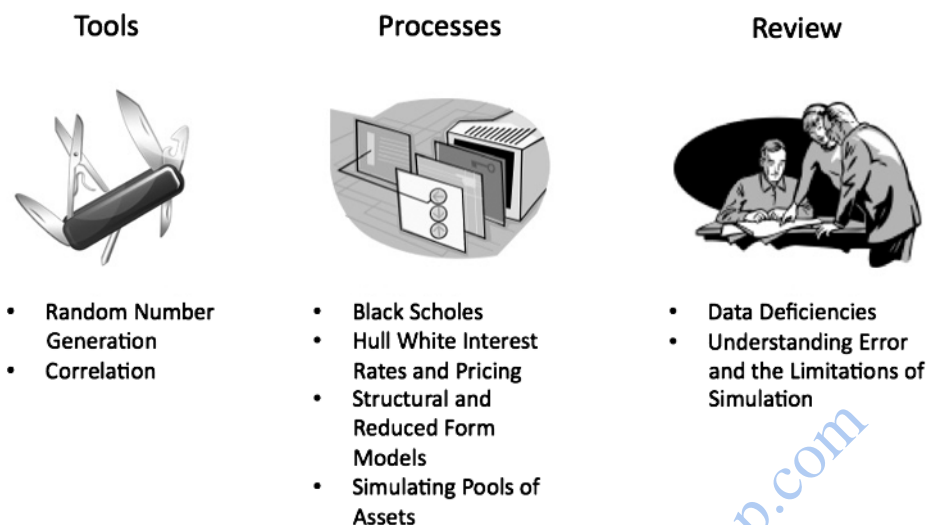 Tools
Processes
Review
• Random Number
Generation
• Correlation
• Black Scholes
• Hull White Interest
Rates and Pricing
• Structural and
Reduced Form
Models
• Simulating Pools of
Assets
• Data Deficiencies
• Understanding Error
and the Limitations of
Simulation
p.com